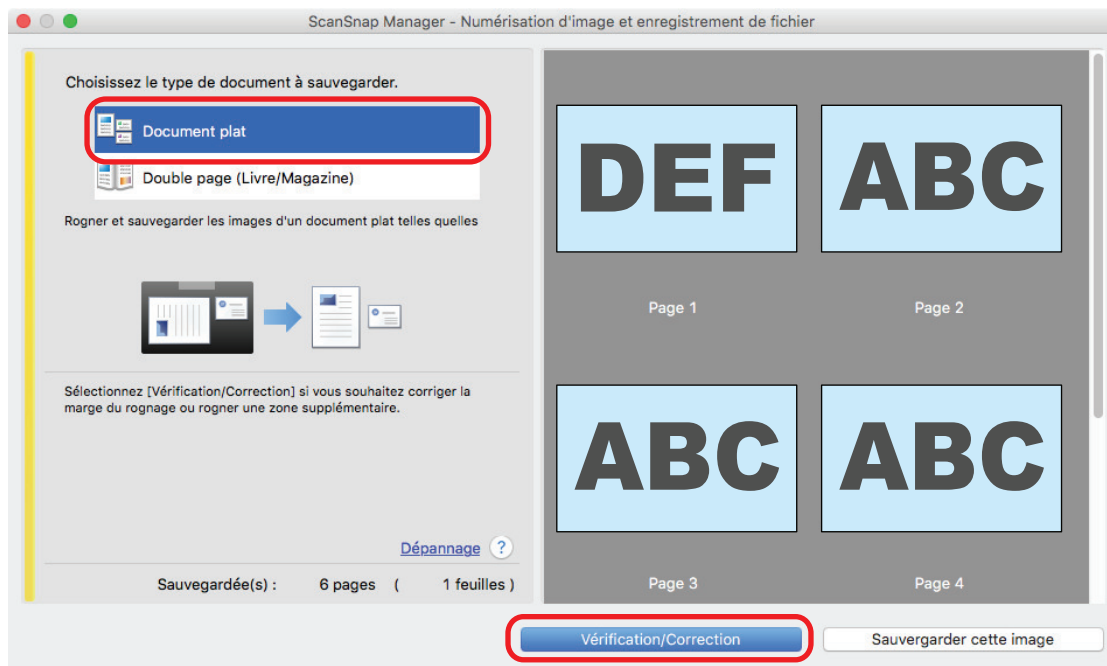 ScanSnap Manager - Numérisation d'image et enregistrement de fichier
Choisissez le type de document à sauvegarder.
Document plat
Double page (Livre/Magazine)
Rogner et sauvegarder les images d'un document plat telles quelles
Sélectionnez [Vérification/Correction] si vous souhaitez corriger la
marge du rognage ou rogner une zone supplémentaire.
Dépannage ?
Sauvegardée(s) : 6 pages ( 1 feuilles )
DEF ABC
Page 1 Page 2
ABC ABC
Page 3 Page 4
Vérification/Correction Sauvergarder cette image